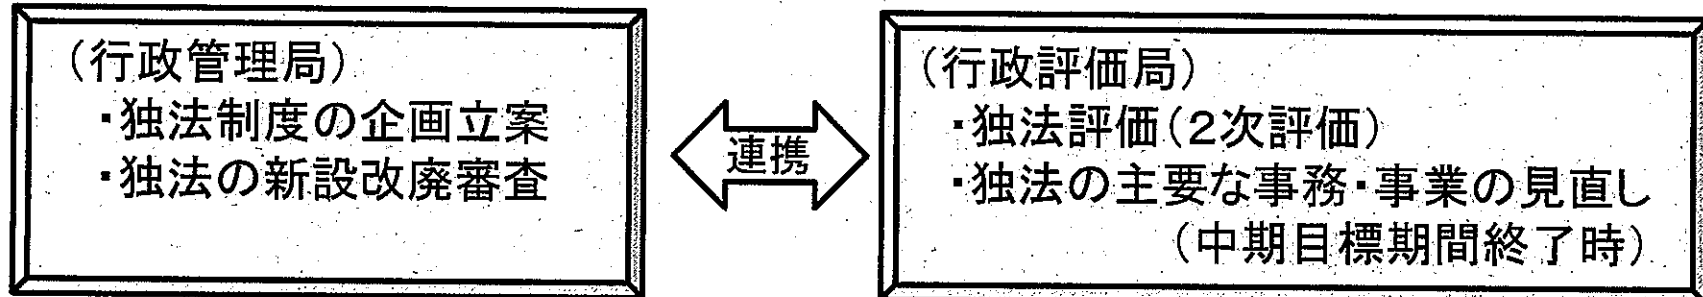 (行政管理局)
・独法制度の企画立案
・独法の新設改廃審査
連携
(行政評価局)
・独法評価(2次評価)
・独法の主要な事務・事業の見直し
(中期目標期間終了時)